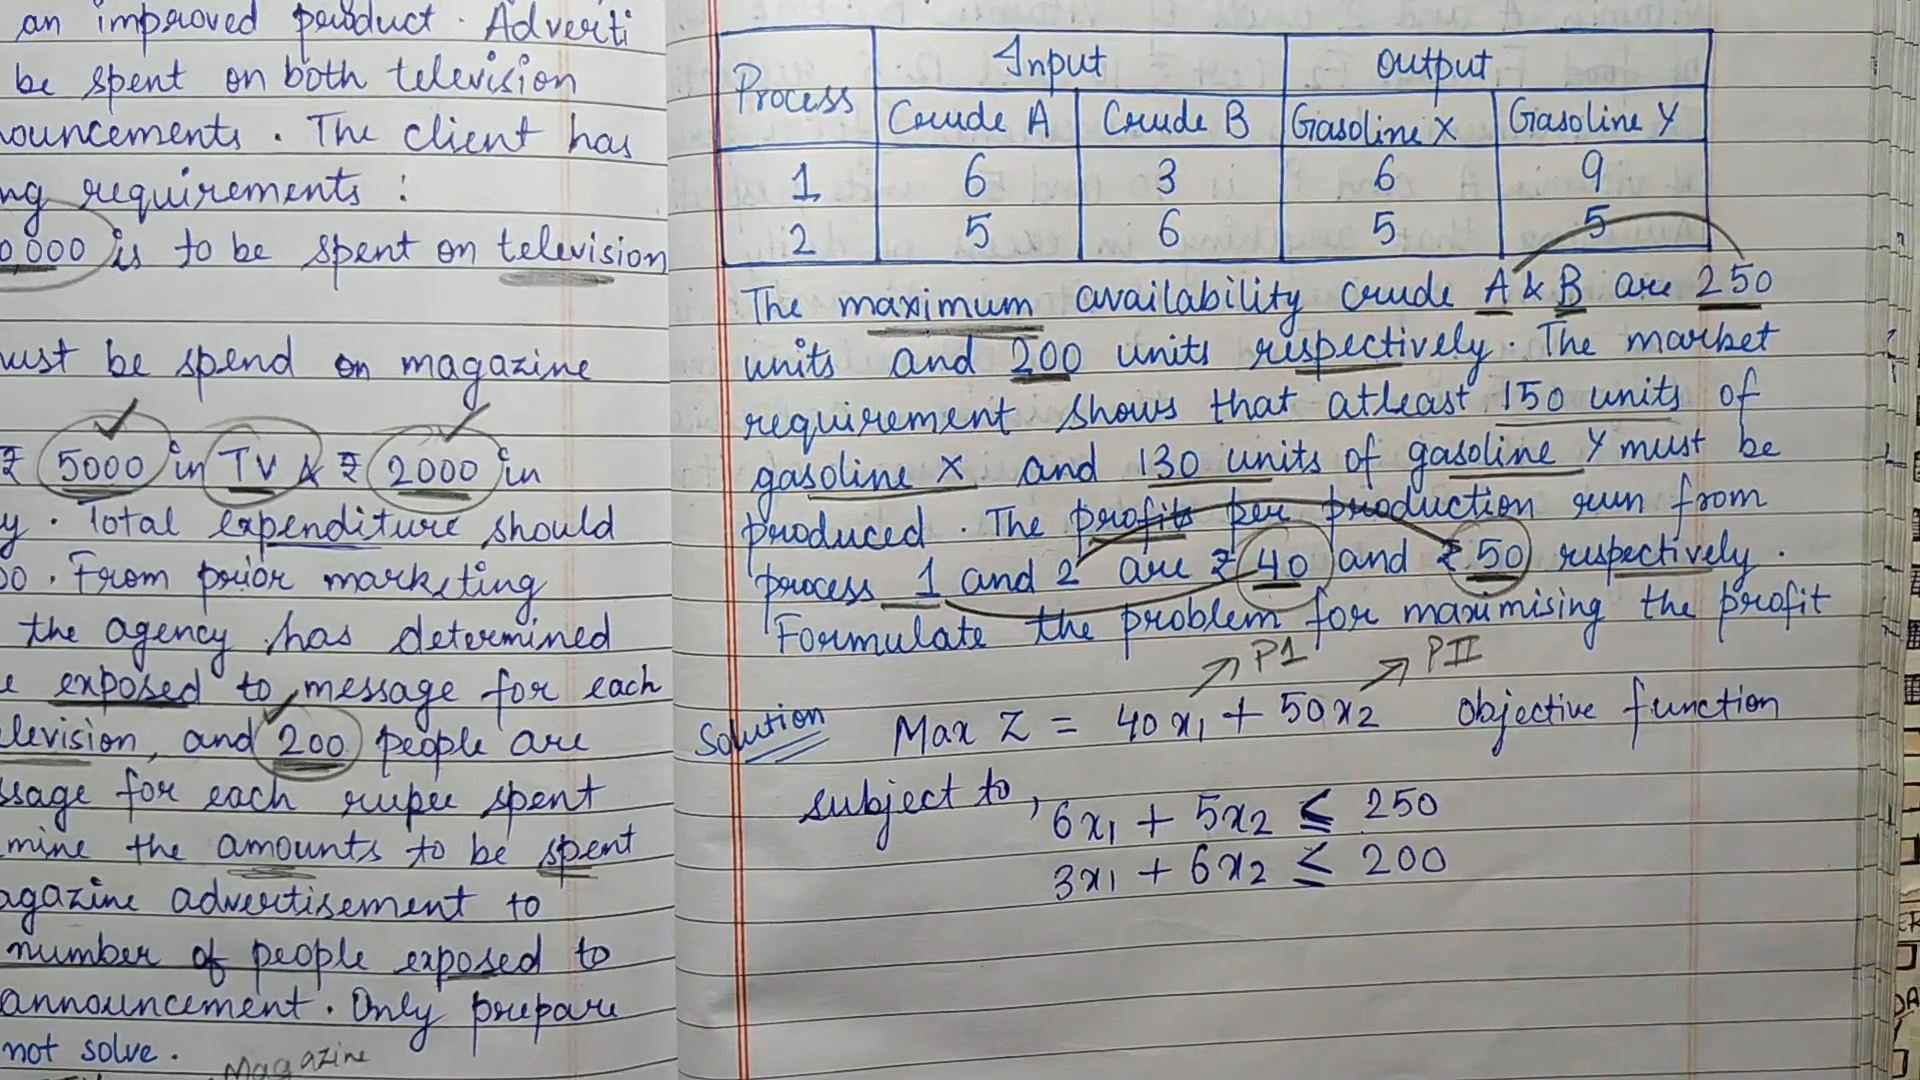 an improved product. Adverti
be spent on both television
ouncements. The client has
ng requirements:
0,000 is to be spent on television
ust be spend on magazine
₹ 5000 in TV & ₹ 2000 in
y. Total expenditure should
00. From prior marketing
the agency has determined
e exposed to message for each
levision, and 200 people are
ssage for each rupee spent
mine the amounts to be spent
agazine advertisement to
number of people exposed to
announcement. Only prepare
not solve.
Magazine
Process Input Output
Crude A Crude B Gasoline X Gasoline Y
1 6 3 6 9
2 5 6 5 5
The maximum availability crude A & B are 250
units and 200 units respectively. The market
requirement shows that atleast 150 units of
gasoline X and 130 units of gasoline Y must be
produced. The profits per production run from
process 1 and 2 are ₹ 40 and ₹ 50 respectively.
Formulate the problem for maximising the profit
P1 PII
Solution Max Z = 40x1 + 50x2 Objective function
subject to, 6x1 + 5x2 ≤ 250
3x1 + 6x2 ≤ 200